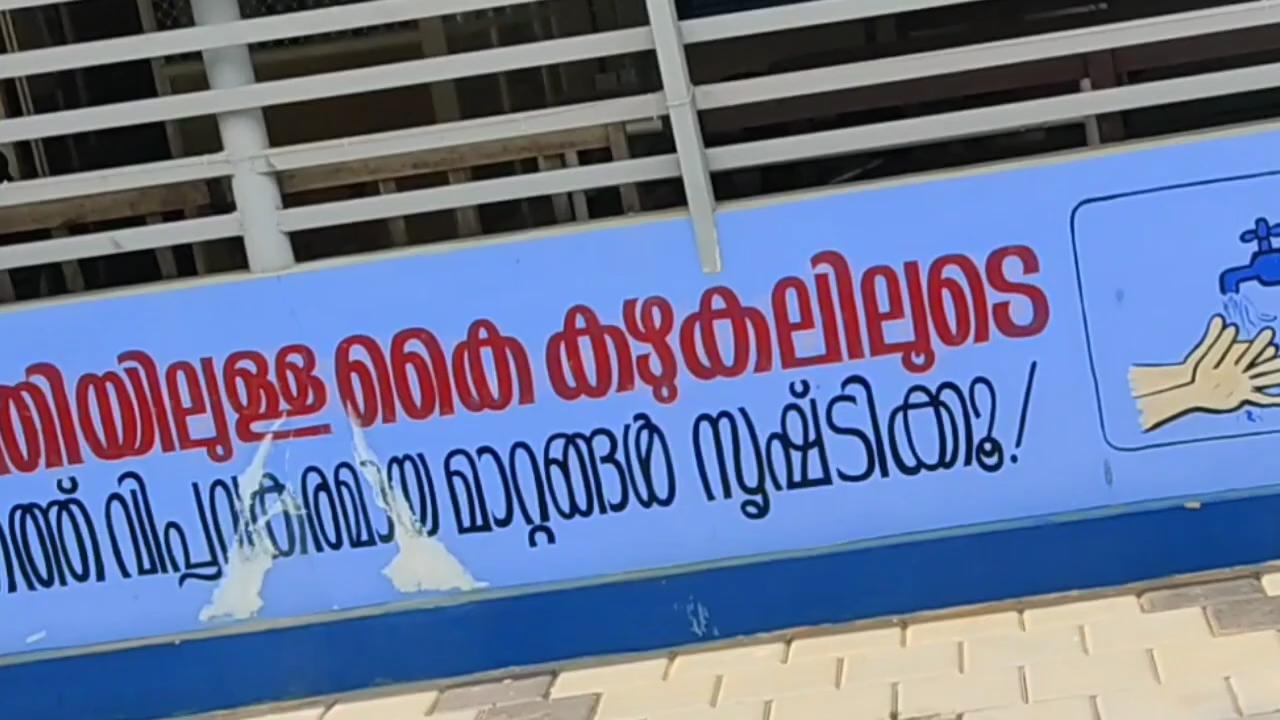 തിയിലുള്ള കൈ കഴുകലിലൂടെ
ത്ത് വിപ്ലവകരമായ മാറ്റങ്ങൾ സൃഷ്ടിക്കൂ!